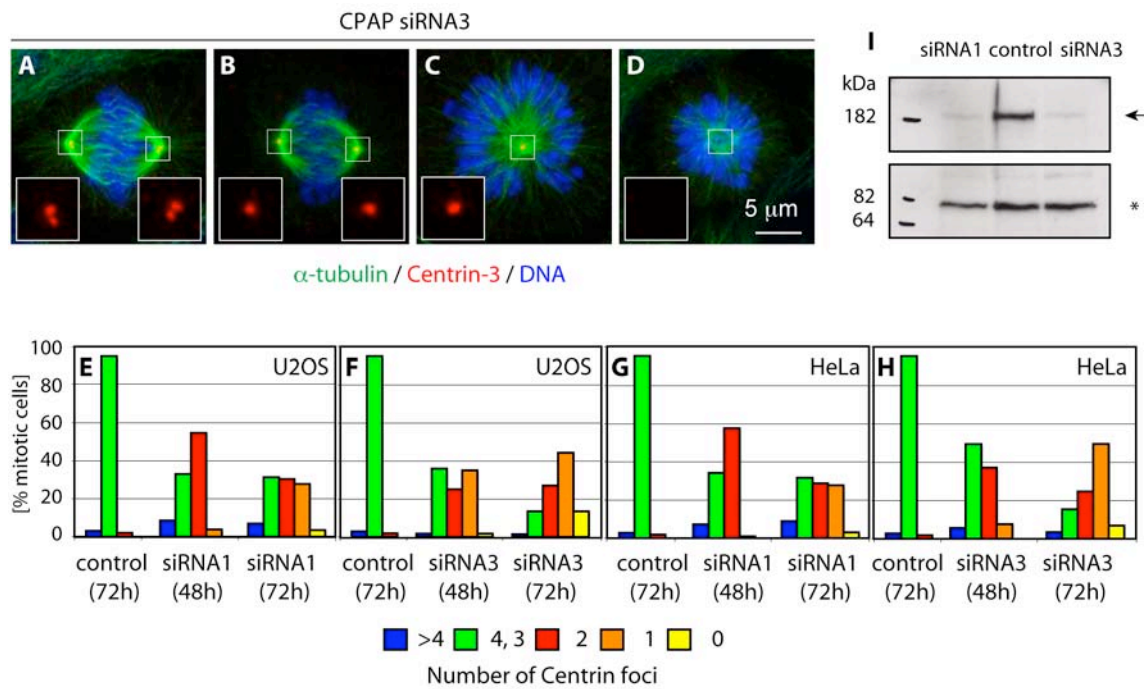 CPAP siRNA3
A
B
C
D
5 μm
α-tubulin / Centrin-3 / DNA
I
siRNA1 control siRNA3
kDa
182
82
64
*
[% mitotic cells]
100
80
60
40
20
0
E U2OS
F U2OS
G HeLa
H HeLa
control siRNA1 siRNA1 control siRNA3 siRNA3 control siRNA1 siRNA1 control siRNA3 siRNA3
(72h) (48h) (72h) (72h) (48h) (72h) (72h) (48h) (72h) (72h) (48h) (72h)
>4 4, 3 2 1 0
Number of Centrin foci